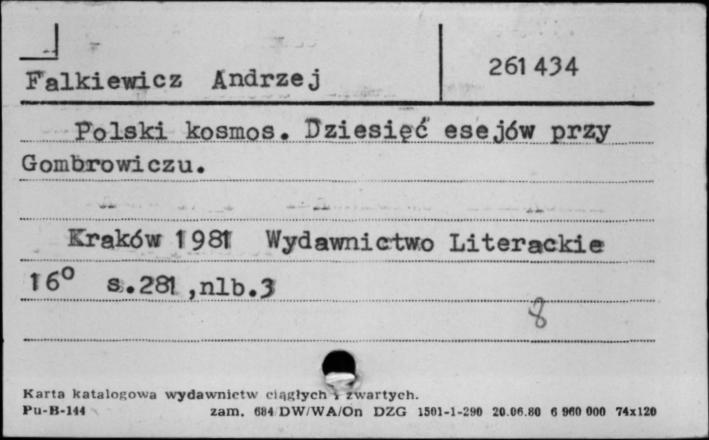 Falkiewicz Andrzej 261434
Polski kosmos. Dziesięć esejów przy
Gombrowiczu.
Kraków 1981 Wydawnictwo Literackie
16° s.281,nlb.3
8
Karta katalogowa wydawnictw ciągłych i zwartych.
Pu-B-144 zam. 684/DW/WA/On DZG 1501-1-290 20.06.80 6 960 000 74x120